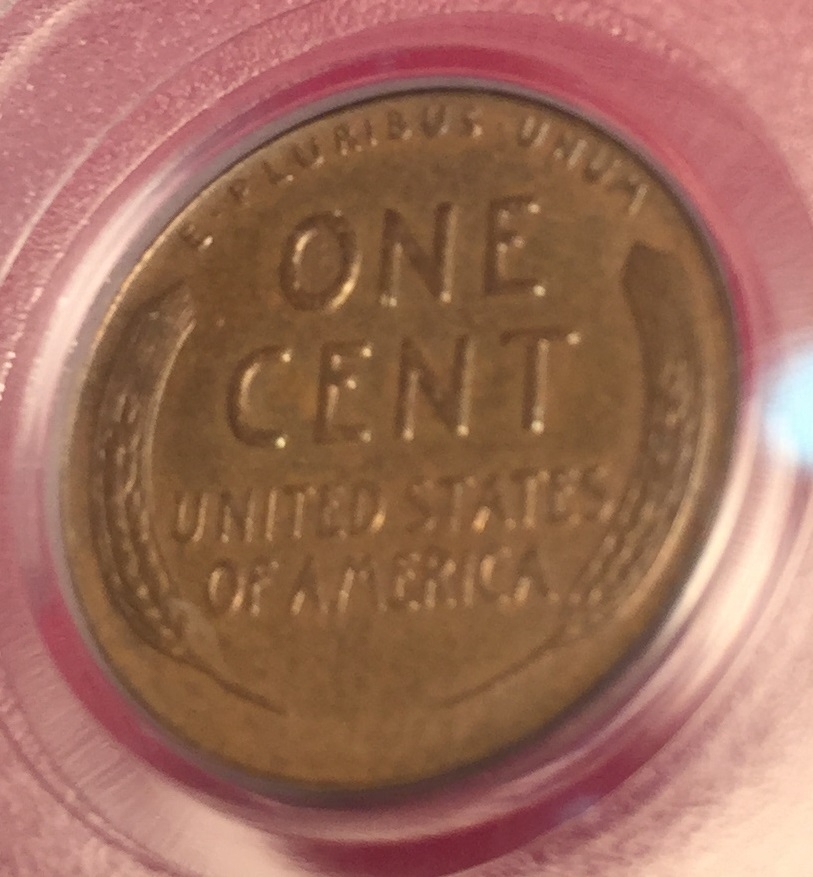 E·PLURIBUS·UNUM
ONE
CENT
UNITED STATES
OF AMERICA